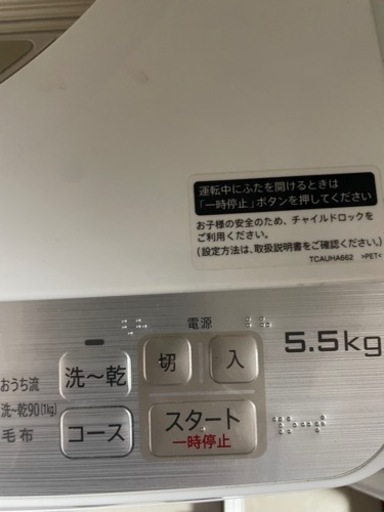 運転中にふたを開けるときは
「一時停止」ボタンを押してください
お子様の安全のため、チャイルドロックを
ご利用ください。
(設定方法は、取扱説明書をご確認ください。)
TCAUHA662 >PET<
電源
切 入 5.5kg
おうち流
洗〜乾90(1kg)
毛布
洗〜乾
コース
スタート
一時停止